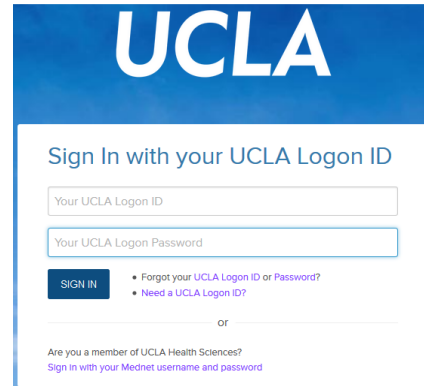 UCLA
Sign In with your UCLA Logon ID
Your UCLA Logon ID
Your UCLA Logon Password
SIGN IN
Forgot your UCLA Logon ID or Password?
Need a UCLA Logon ID?
or
Are you a member of UCLA Health Sciences?
Sign in with your Mednet username and password